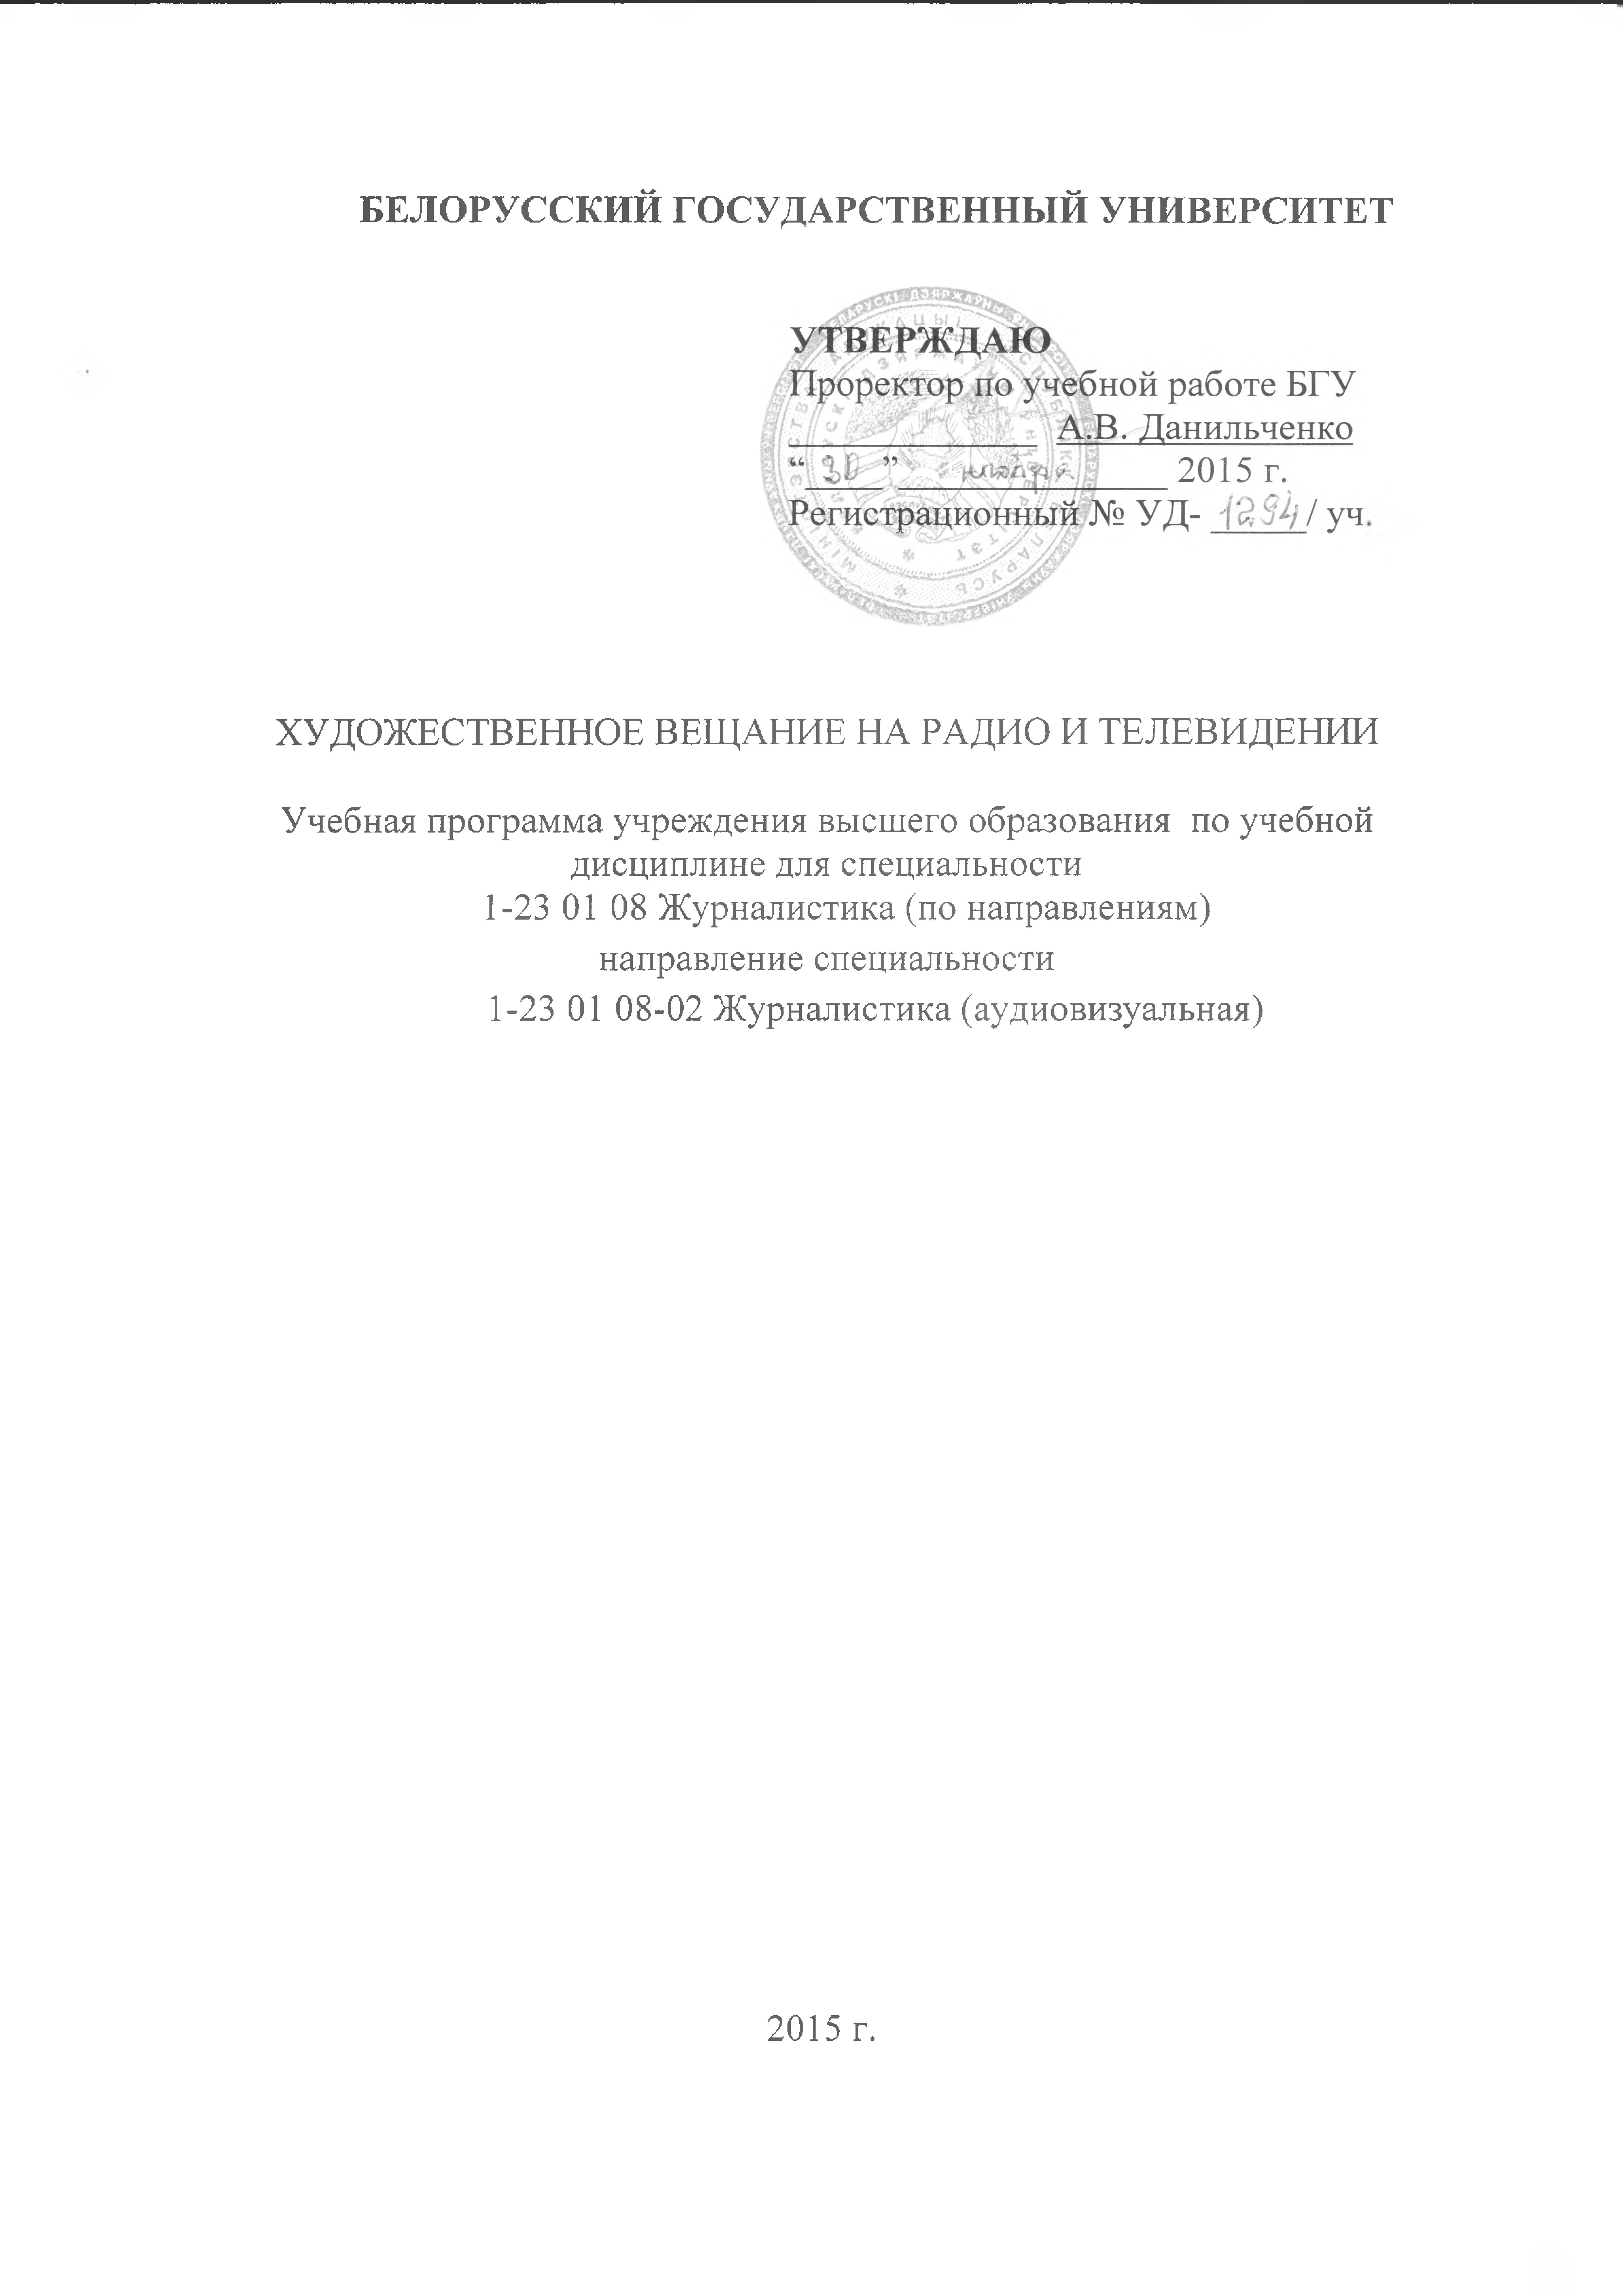 БЕЛОРУССКИЙ ГОСУДАРСТВЕННЫЙ УНИВЕРСИТЕТ
УТВЕРЖДАЮ
Проректор по учебной работе БГУ
А.В. Данильченко
“ 30 ” 2015 г.
Регистрационный № УД- 1294/ уч.
ХУДОЖЕСТВЕННОЕ ВЕЩАНИЕ НА РАДИО И ТЕЛЕВИДЕНИИ
Учебная программа учреждения высшего образования по учебной
дисциплине для специальности
1-23 01 08 Журналистика (по направлениям)
направление специальности
1-23 01 08-02 Журналистика (аудиовизуальная)
2015 г.